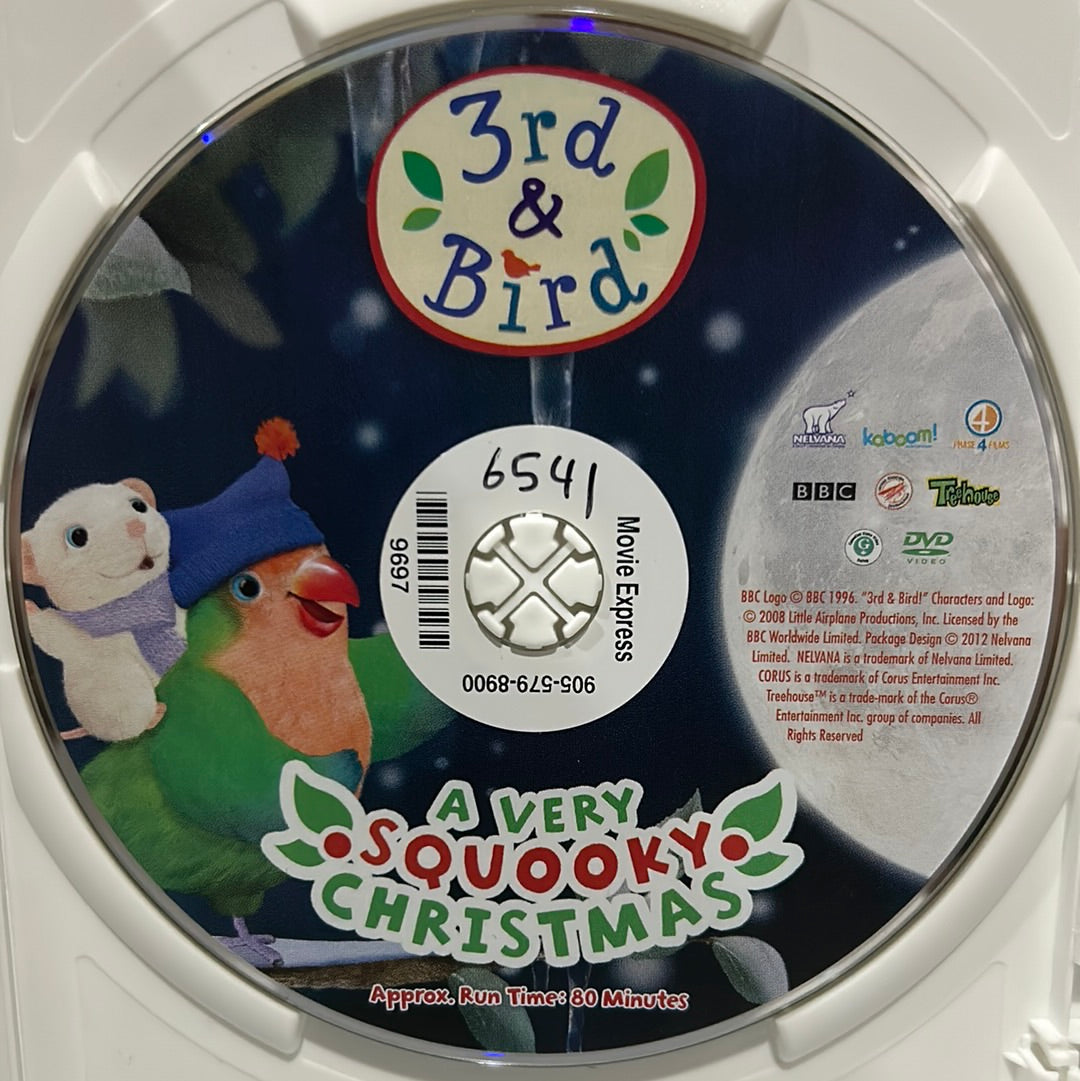 3rd
&
Bird
6541
Movie Express
9697
905-579-8900
NELVANA
kaboom!
4
PHASE 4 FILMS
BBC
Treehouse
G
DVD
VIDEO
BBC Logo © BBC 1996. "3rd & Bird!" Characters and Logo:
© 2008 Little Airplane Productions, Inc. Licensed by the
BBC Worldwide Limited. Package Design © 2012 Nelvana
Limited. NELVANA is a trademark of Nelvana Limited.
CORUS is a trademark of Corus Entertainment Inc.
Treehouse™ is a trade-mark of the Corus®
Entertainment Inc. group of companies. All
Rights Reserved
A VERY
SQUOOKY
CHRISTMAS
Approx. Run Time: 80 Minutes